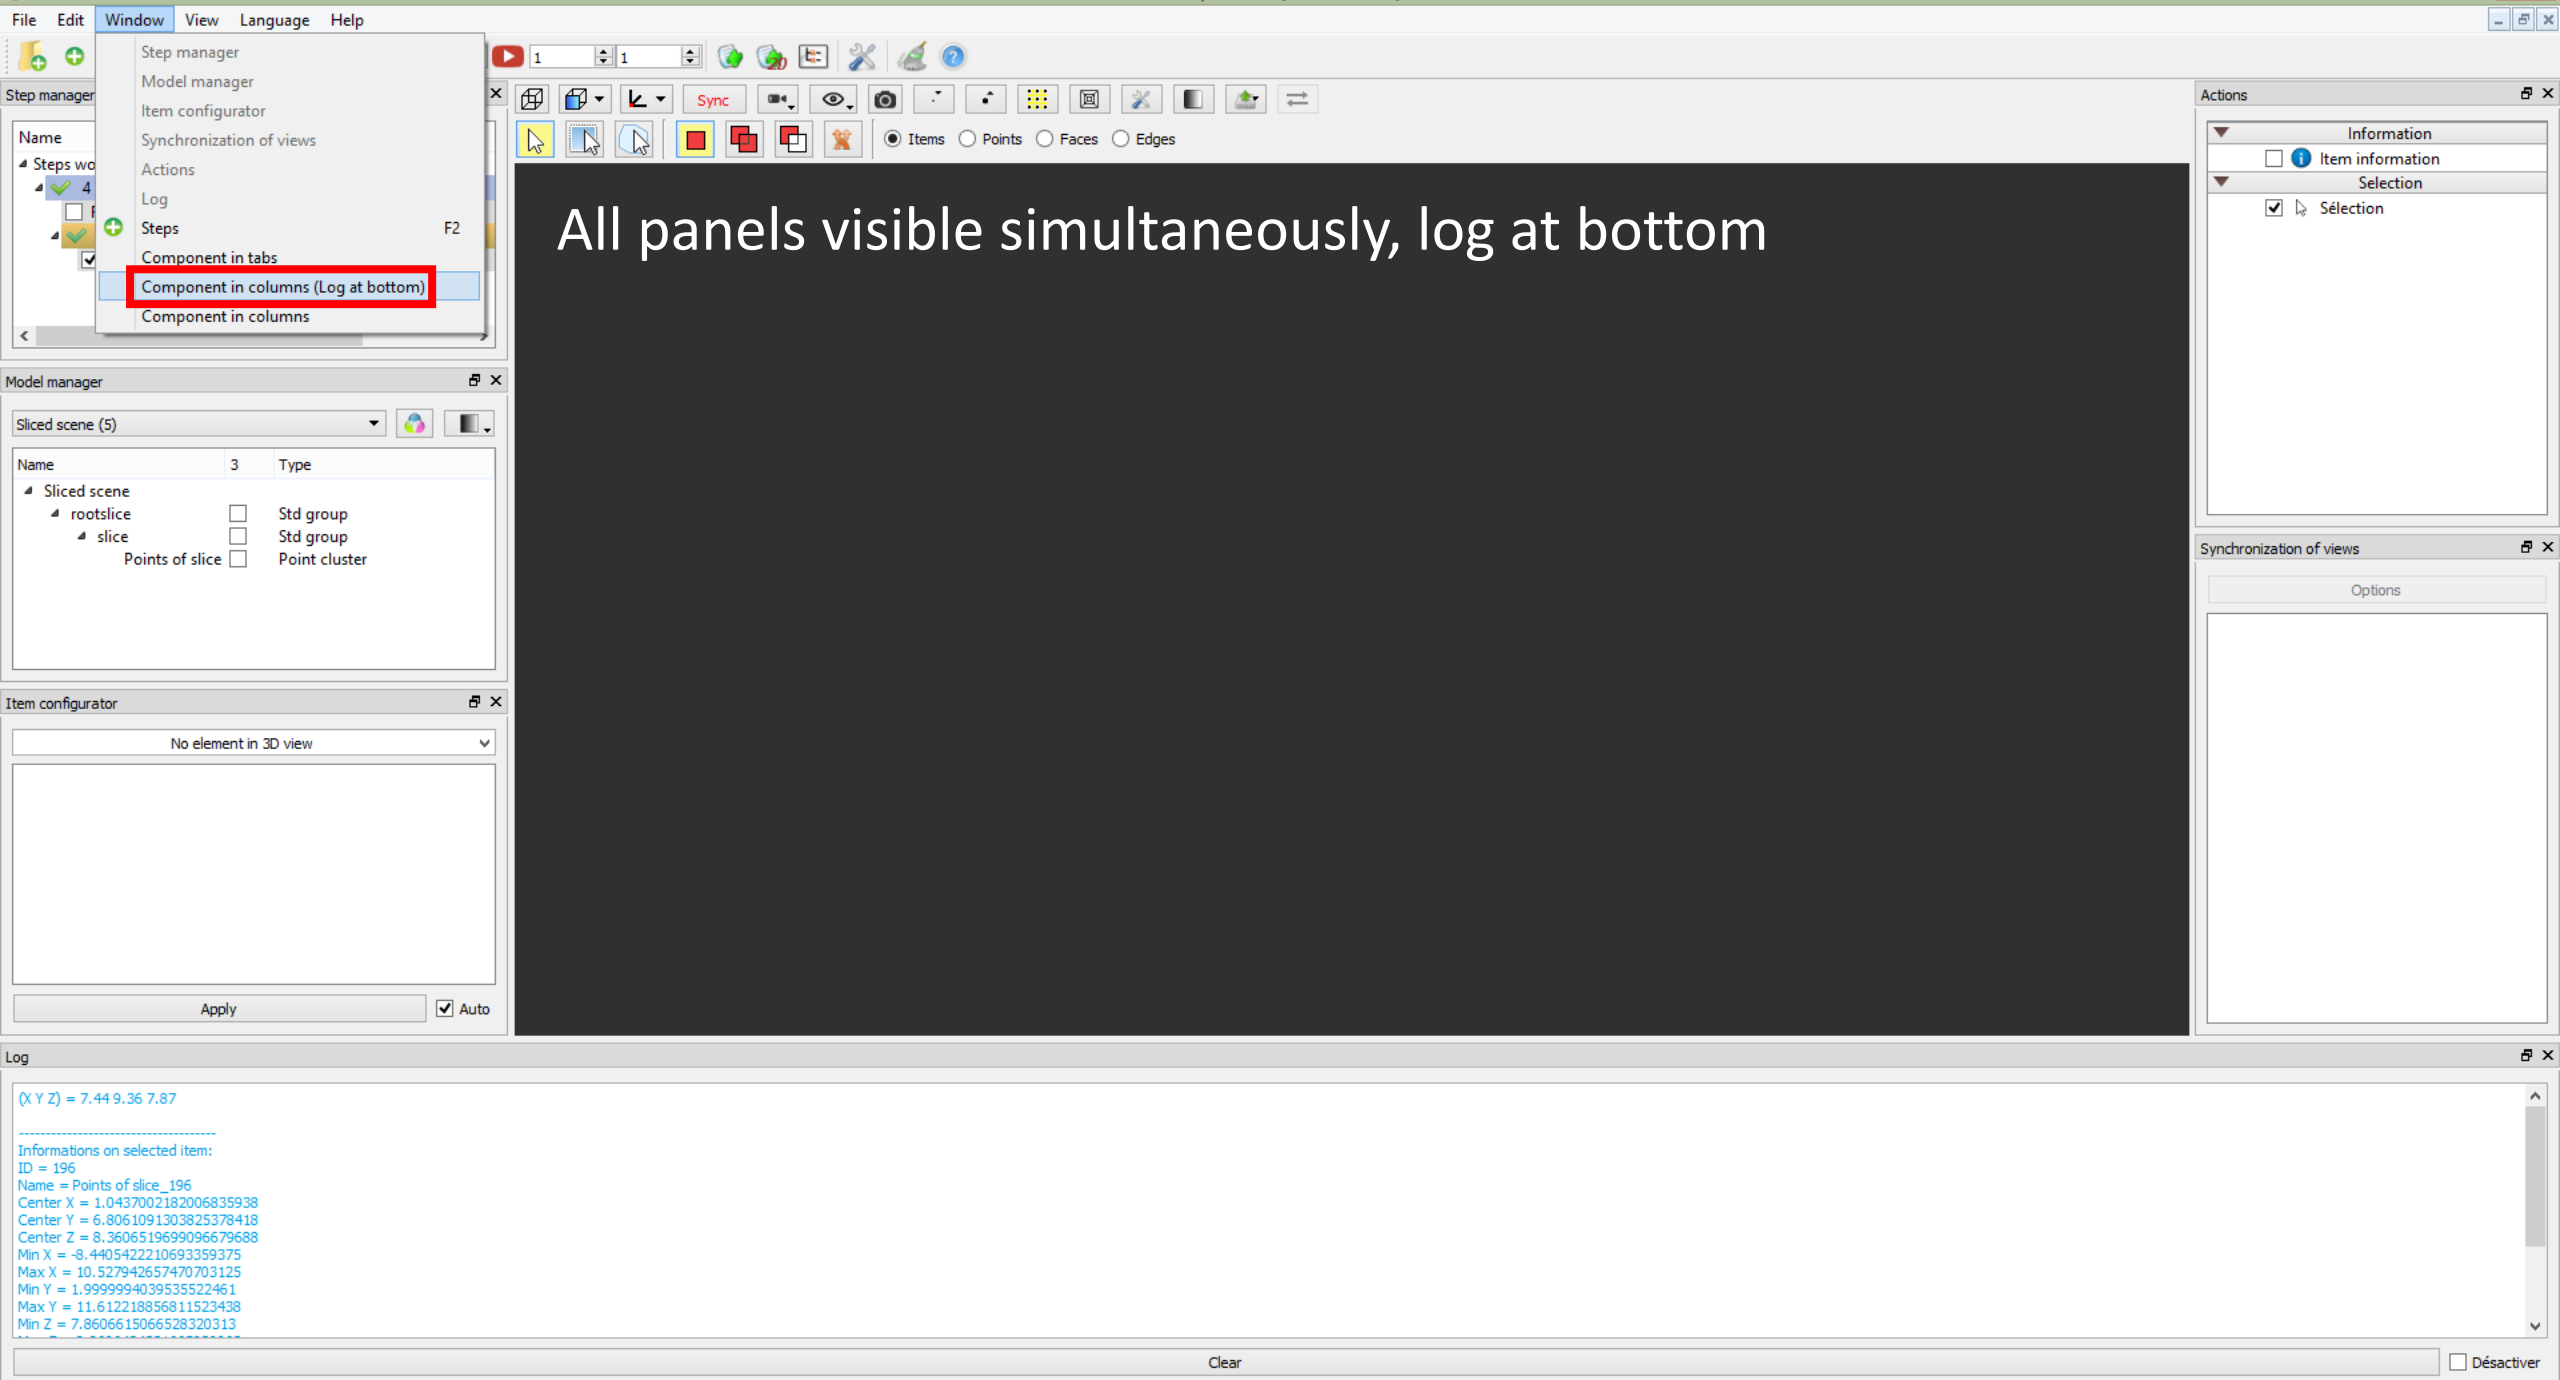 File Edit Window View Language Help
1 1
Step manager
Model manager
Item configurator
Synchronization of views
Actions
Log
Steps F2
Component in tabs
Component in columns (Log at bottom)
Component in columns
Step manager
Name
Steps wo
4
Sync
Items Points Faces Edges
All panels visible simultaneously, log at bottom
Model manager
Sliced scene (5)
Name 3 Type
Sliced scene
rootslice Std group
slice Std group
Points of slice Point cluster
Item configurator
No element in 3D view
Apply Auto
Actions
Information
Item information
Selection
Sélection
Synchronization of views
Options
Log
(X Y Z) = 7.44 9.36 7.87
-------------------------------------
Informations on selected item:
ID = 196
Name = Points of slice_196
Center X = 1.0437002182006835938
Center Y = 6.8061091303825378418
Center Z = 8.3606519699096679688
Min X = -8.4405422210693359375
Max X = 10.527942657470703125
Min Y = 1.9999994039535522461
Max Y = 11.612218856811523438
Min Z = 7.8606615066528320313
Clear Désactiver